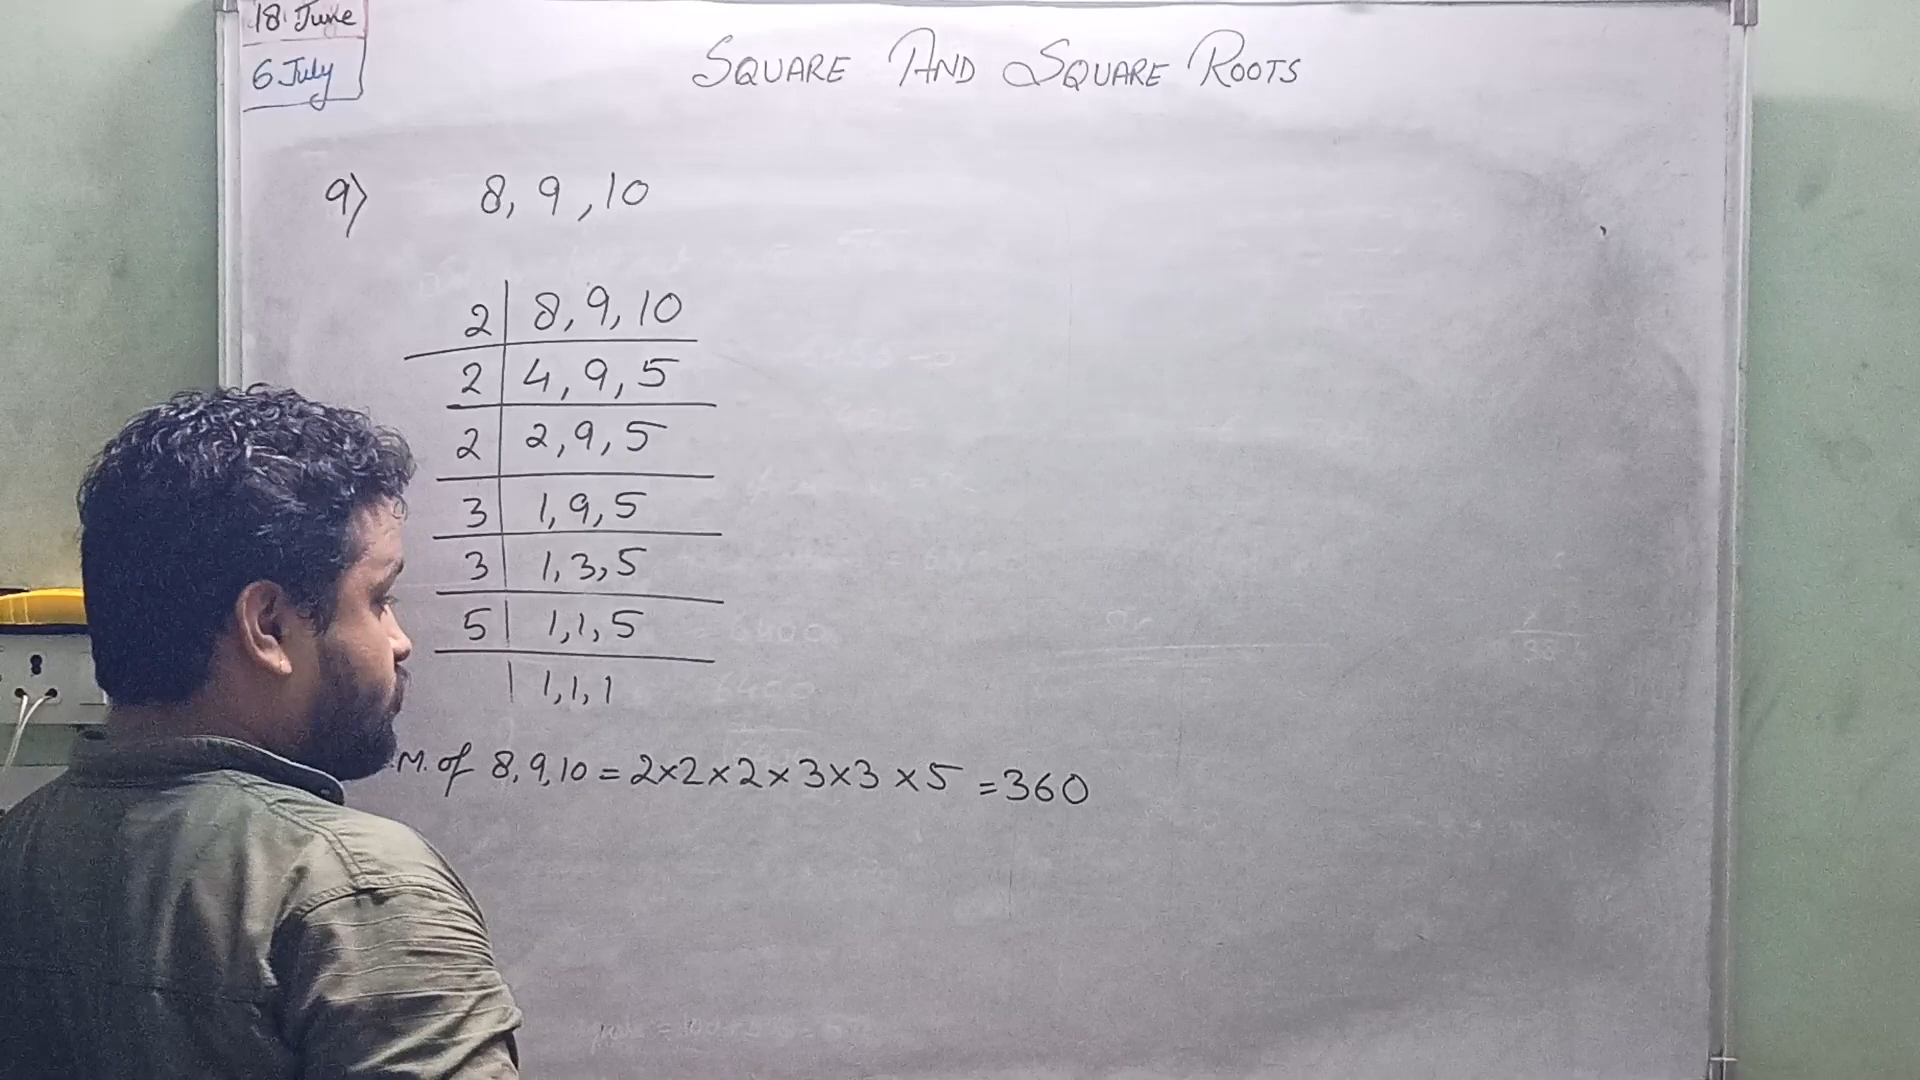 18 June
6 July
SQUARE AND SQUARE ROOTS
9) 8, 9, 10
2 | 8, 9, 10
2 | 4, 9, 5
2 | 2, 9, 5
3 | 1, 9, 5
3 | 1, 3, 5
5 | 1, 1, 5
| 1, 1, 1
M. of 8, 9, 10 = 2×2×2×3×3×5 = 360